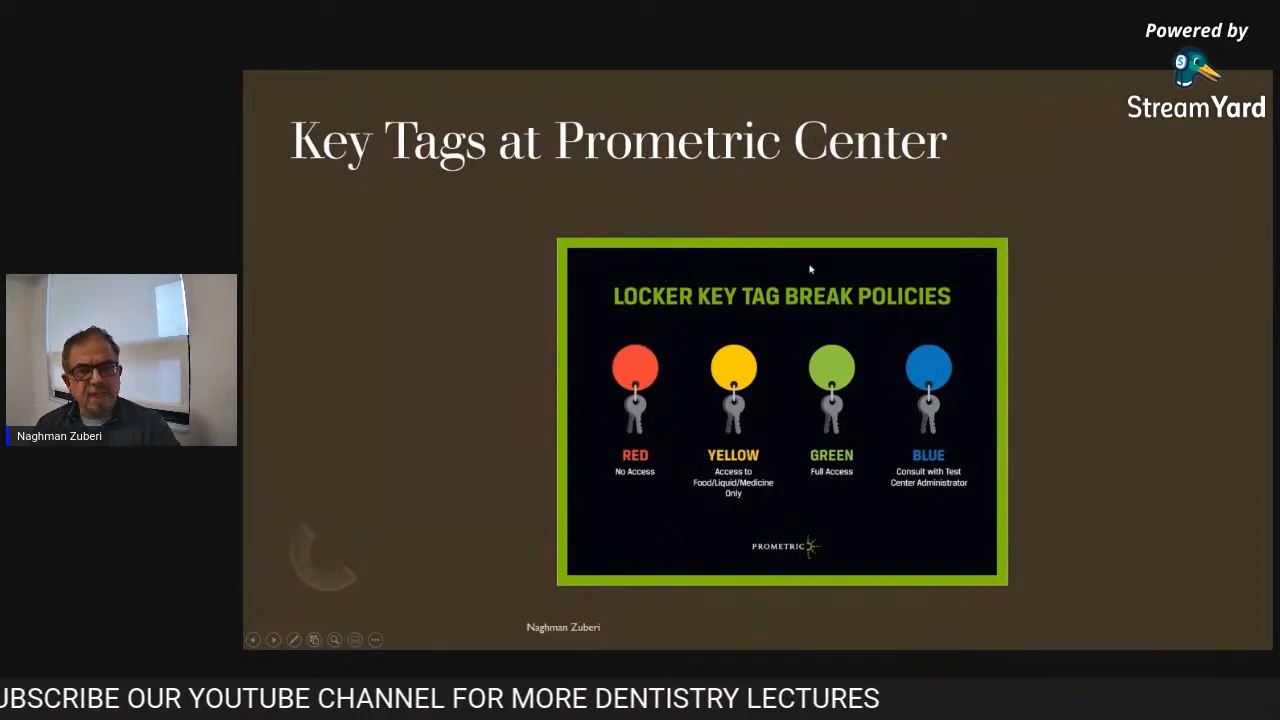 Powered by
StreamYard
Key Tags at Prometric Center
LOCKER KEY TAG BREAK POLICIES
RED
No Access
YELLOW
Access to
Food/Liquid/Medicine
Only
GREEN
Full Access
BLUE
Consult with Test
Center Administrator
PROMETRIC
Naghman Zuberi
Naghman Zuberi
UBSCRIBE OUR YOUTUBE CHANNEL FOR MORE DENTISTRY LECTURES